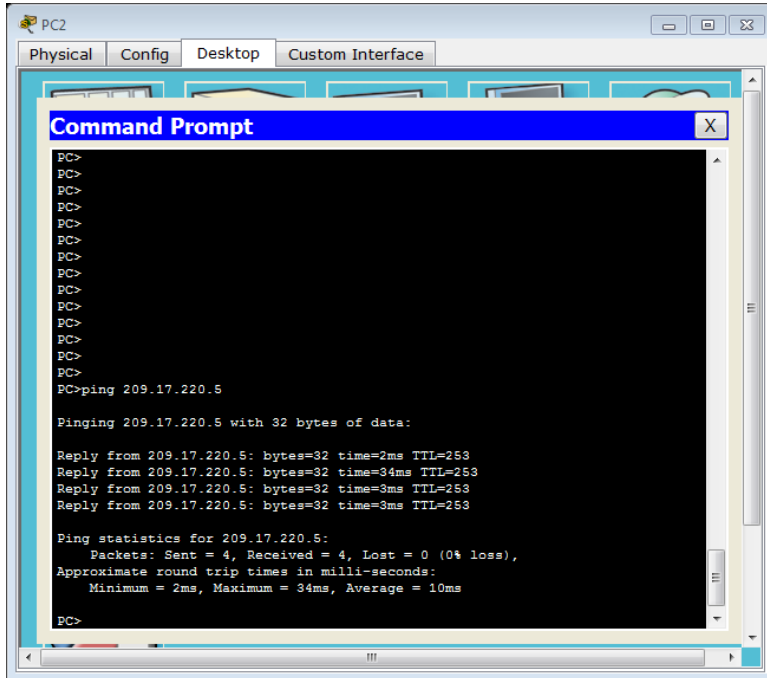 PC2
Physical Config Desktop Custom Interface
Command Prompt X
PC>
PC>
PC>
PC>
PC>
PC>
PC>
PC>
PC>
PC>
PC>
PC>
PC>
PC>
PC>ping 209.17.220.5
Pinging 209.17.220.5 with 32 bytes of data:
Reply from 209.17.220.5: bytes=32 time=2ms TTL=253
Reply from 209.17.220.5: bytes=32 time=34ms TTL=253
Reply from 209.17.220.5: bytes=32 time=3ms TTL=253
Reply from 209.17.220.5: bytes=32 time=3ms TTL=253
Ping statistics for 209.17.220.5:
Packets: Sent = 4, Received = 4, Lost = 0 (0% loss),
Approximate round trip times in milli-seconds:
Minimum = 2ms, Maximum = 34ms, Average = 10ms
PC>